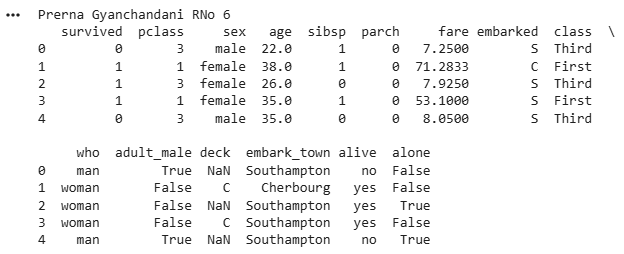 ••• Prerna Gyanchandani RNo 6
survived pclass sex age sibsp parch fare embarked class \
0 0 3 male 22.0 1 0 7.2500 S Third
1 1 1 female 38.0 1 0 71.2833 C First
2 1 3 female 26.0 0 0 7.9250 S Third
3 1 1 female 35.0 1 0 53.1000 S First
4 0 3 male 35.0 0 0 8.0500 S Third
who adult_male deck embark_town alive alone
0 man True NaN Southampton no False
1 woman False C Cherbourg yes False
2 woman False NaN Southampton yes True
3 woman False C Southampton yes False
4 man True NaN Southampton no True